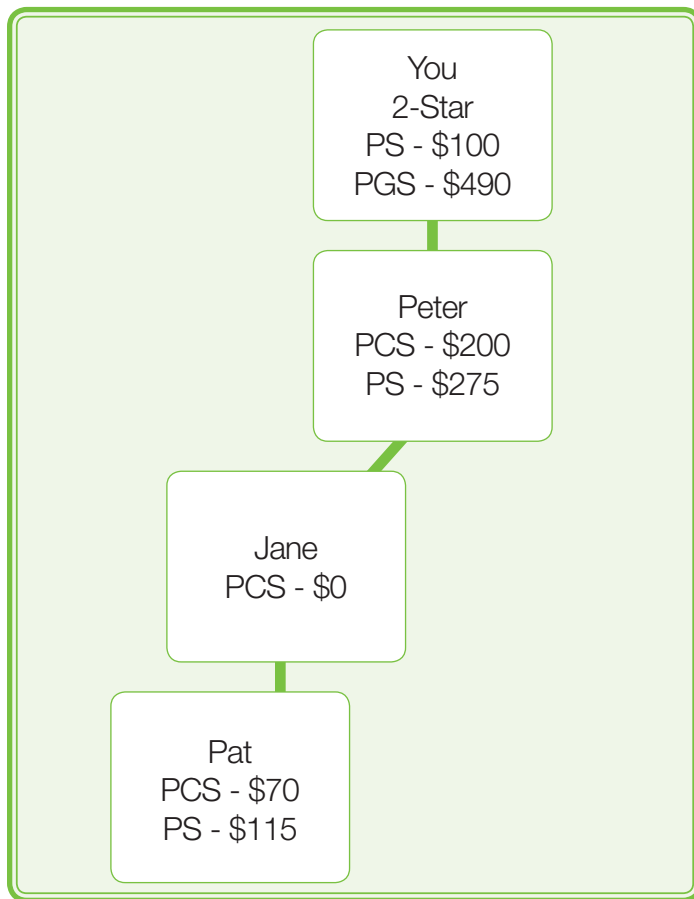 You
2-Star
PS - $100
PGS - $490
Peter
PCS - $200
PS - $275
Jane
PCS - $0
Pat
PCS - $70
PS - $115